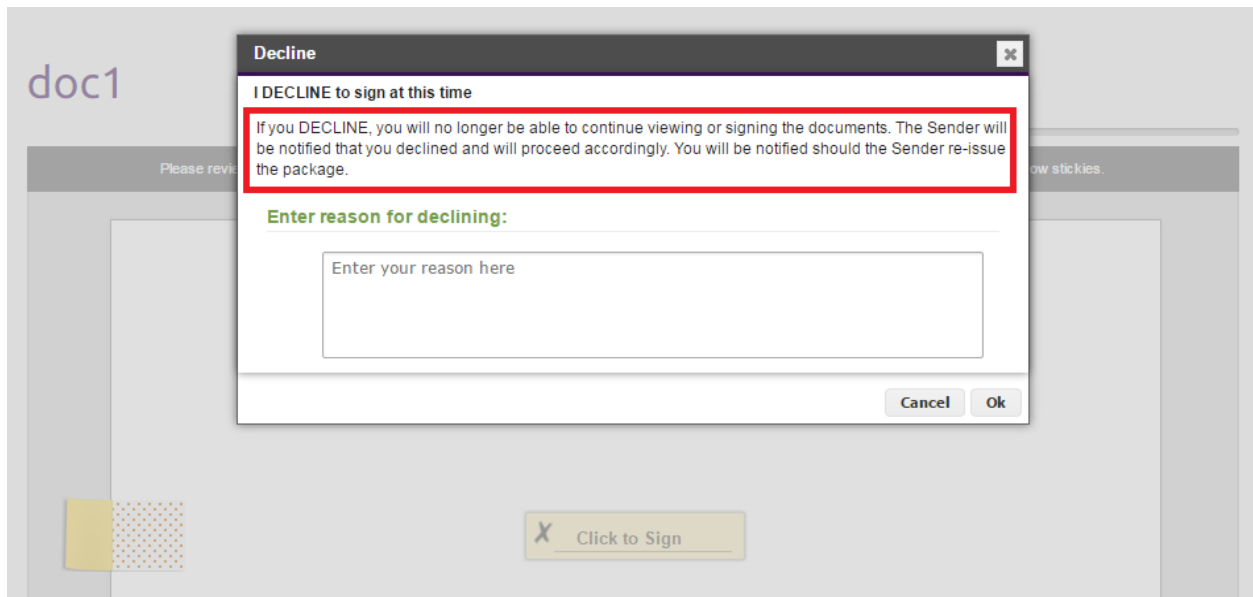 doc1
Decline
I DECLINE to sign at this time
If you DECLINE, you will no longer be able to continue viewing or signing the documents. The Sender will
be notified that you declined and will proceed accordingly. You will be notified should the Sender re-issue
the package.
Please
stickies.
Enter reason for declining:
Enter your reason here
Cancel Ok
X Click to Sign